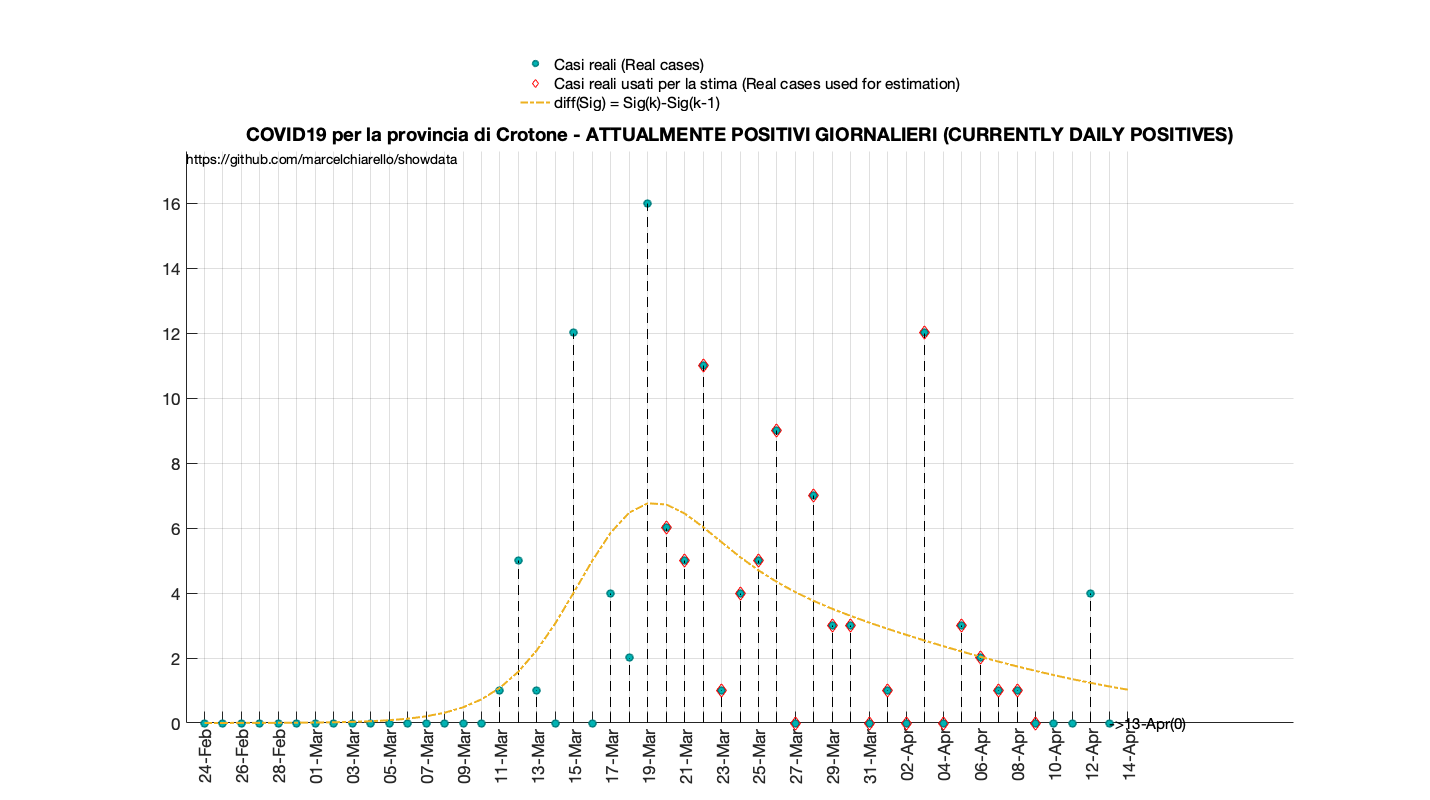 Casi reali (Real cases)
Casi reali usati per la stima (Real cases used for estimation)
diff(Sig) = Sig(k)-Sig(k-1)
COVID19 per la provincia di Crotone - ATTUALMENTE POSITIVI GIORNALIERI (CURRENTLY DAILY POSITIVES)
https://github.com/marcelchiarello/showdata
16
14
12
10
8
6
4
2
0
->13-Apr(0)
24-Feb
26-Feb
28-Feb
01-Mar
03-Mar
05-Mar
07-Mar
09-Mar
11-Mar
13-Mar
15-Mar
17-Mar
19-Mar
21-Mar
23-Mar
25-Mar
27-Mar
29-Mar
31-Mar
02-Apr
04-Apr
06-Apr
08-Apr
10-Apr
12-Apr
14-Apr